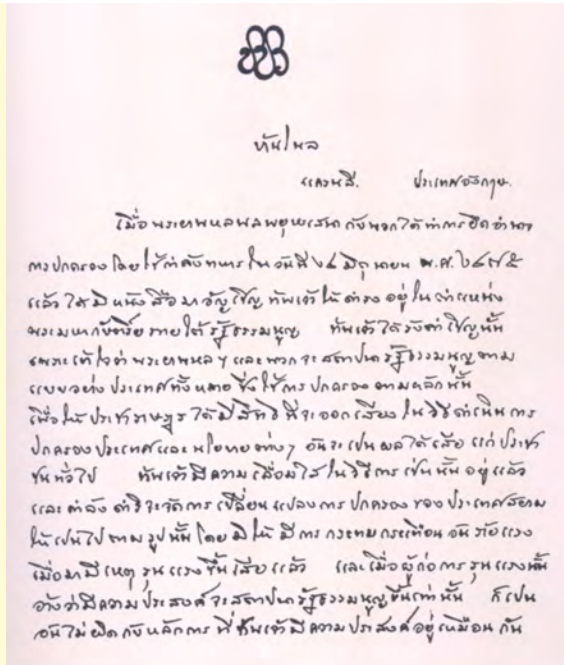 บ้านโนล
แครนลี. ประเทศอังกฤษ.
เมื่อพระยาพหลพลพยุหเสนา กับพวกได้ทำการยึดอำนาจ
การปกครองโดยใช้กำลังทหารในวันที่ ๒๔ มิถุนายน พ.ศ. ๒๔๗๕
แล้ว ได้มีหนังสือมาอัญเชิญข้าพเจ้าให้ดำรงอยู่ในตำแหน่ง
พระมหากษัตริย์ภายใต้รัฐธรรมนูญ ข้าพเจ้าได้รับคำเชิญนั้น
เพราะเข้าใจว่าพระยาพหลฯ และพวกจะสถาปนารัฐธรรมนูญตาม
แบบอย่างประเทศทั้งหลายซึ่งใช้การปกครองตามหลักนั้น
เพื่อให้ประชาราษฎรได้มีสิทธิที่จะออกเสียงในวิธีดำเนินการ
ปกครองประเทศและนโยบายต่างๆ อันจะเป็นผลได้เสียแก่ประชา
ชนทั่วไป ข้าพเจ้ามีความเลื่อมใสในวิธีการเช่นนั้นอยู่แล้ว
และกำลังดำริจะจัดการเปลี่ยนแปลงการปกครองของประเทศสยาม
ให้เป็นไปตามรูปนั้น โดยมิให้มีการกระทบกระเทือนอันร้ายแรง
เมื่อมามีเหตุรุนแรงขึ้นเสียแล้ว และเมื่อผู้ก่อการรุนแรงนั้น
อ้างว่ามีความประสงค์จะสถาปนารัฐธรรมนูญขึ้นเท่านั้น ก็เป็น
อันไม่ผิดกับหลักการที่ข้าพเจ้ามีความประสงค์อยู่เหมือนกัน